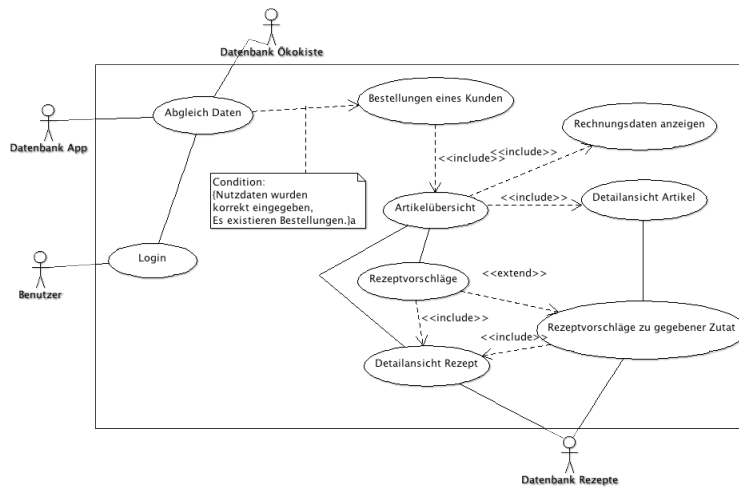 Datenbank Ökokiste
Bestellungen eines Kunden
Abgleich Daten
Rechnungsdaten anzeigen
Datenbank App
<<include>>
<<include>>
Condition:
{Nutzdaten wurden
korrekt eingegeben,
Es existieren Bestellungen.}a
<<include>>
Detailansicht Artikel
Artikelübersicht
Login
Benutzer
Rezeptvorschläge
<<extend>>
<<include>>
Rezeptvorschläge zu gegebener Zutat
<<include>>
Detailansicht Rezept
Datenbank Rezepte